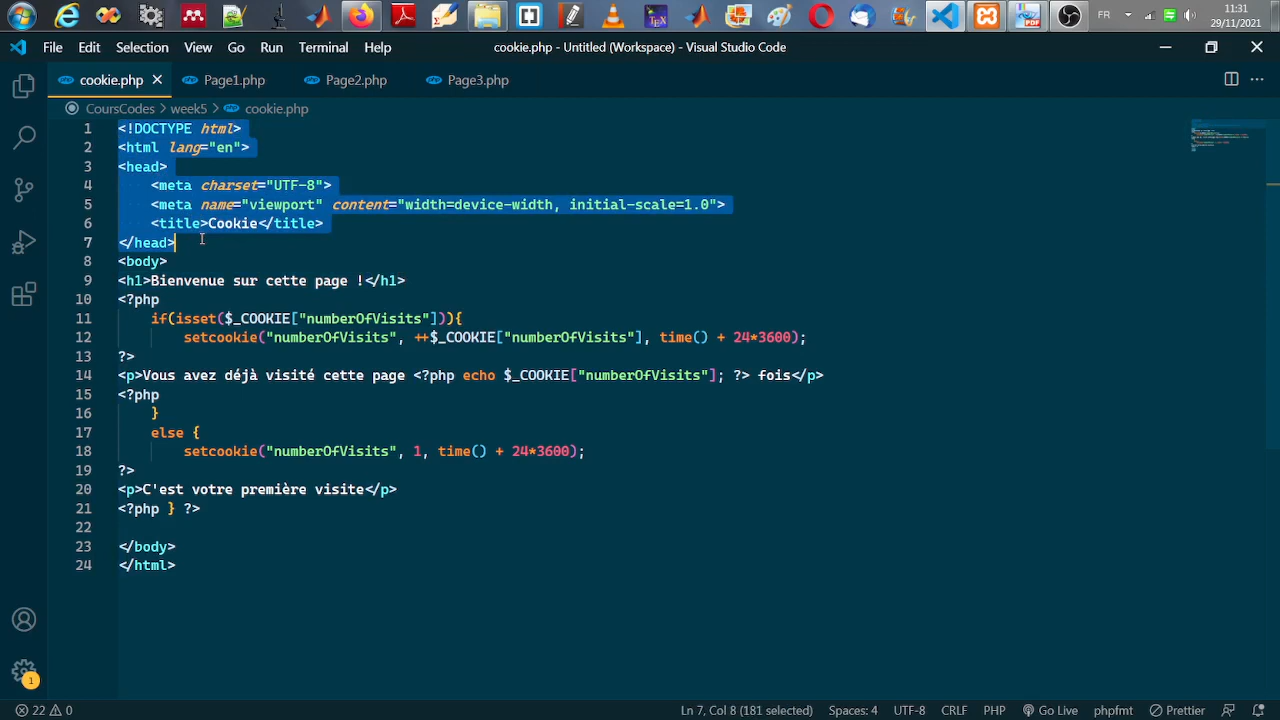 FR
11:31
29/11/2021
File Edit Selection View Go Run Terminal Help
cookie.php - Untitled (Workspace) - Visual Studio Code
cookie.php Page1.php Page2.php Page3.php
CoursCodes > week5 > cookie.php
1 <!DOCTYPE html>
2 <html lang="en">
3 <head>
4 <meta charset="UTF-8">
5 <meta name="viewport" content="width=device-width, initial-scale=1.0">
6 <title>Cookie</title>
7 </head>
8 <body>
9 <h1>Bienvenue sur cette page !</h1>
10 <?php
11 if(isset($_COOKIE["numberOfVisits"])){
12 setcookie("numberOfVisits", ++$_COOKIE["numberOfVisits"], time() + 24*3600);
13 ?>
14 <p>Vous avez déjà visité cette page <?php echo $_COOKIE["numberOfVisits"]; ?> fois</p>
15 <?php
16 }
17 else {
18 setcookie("numberOfVisits", 1, time() + 24*3600);
19 ?>
20 <p>C'est votre première visite</p>
21 <?php } ?>
22
23 </body>
24 </html>
1
22 0 Ln 7, Col 8 (181 selected) Spaces: 4 UTF-8 CRLF PHP Go Live phpfmt Prettier